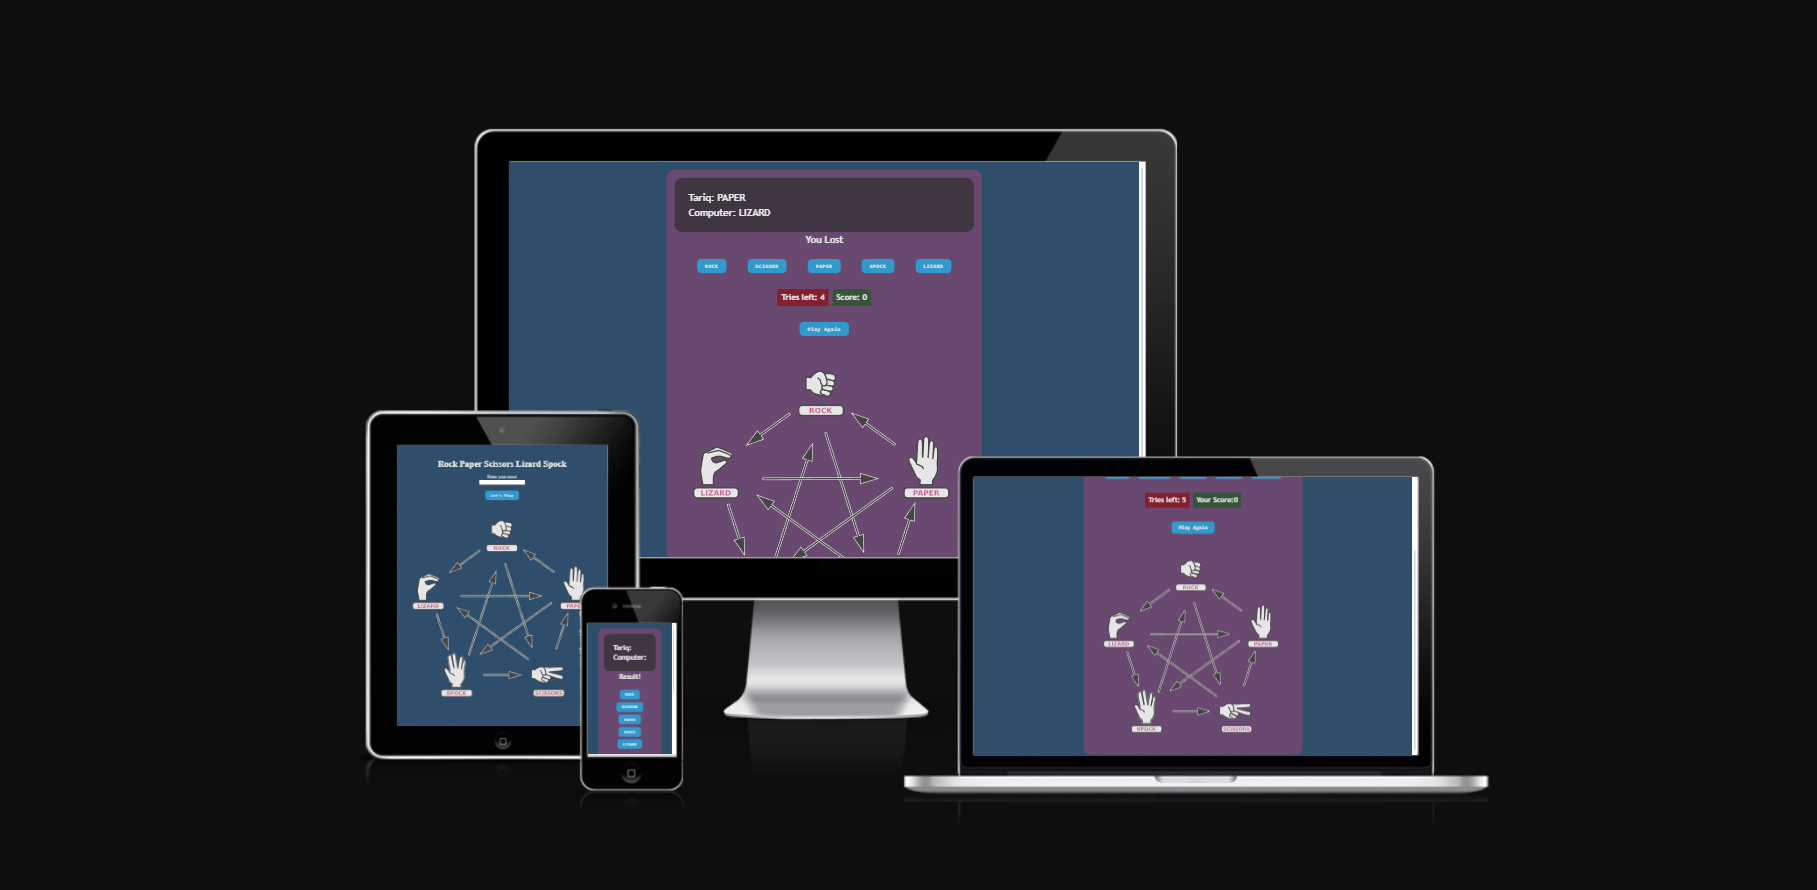 Tariq: PAPER
Computer: LIZARD
You Lost
ROCK SCISSOR PAPER SPOCK LIZARD
Tries left: 4 Score: 0
Play Again
ROCK
LIZARD
PAPER
Rock Paper Scissors Lizard Spock
Enter your name
Let's Play
ROCK
LIZARD
PAPE
SPOCK
SCISSORS
Tariq:
Computer:
Result!
ROCK
SCISSOR
PAPER
SPOCK
LIZARD
Tries left: 5 Your Score:0
Play Again
ROCK
LIZARD
PAPER
SPOCK
SCISSORS